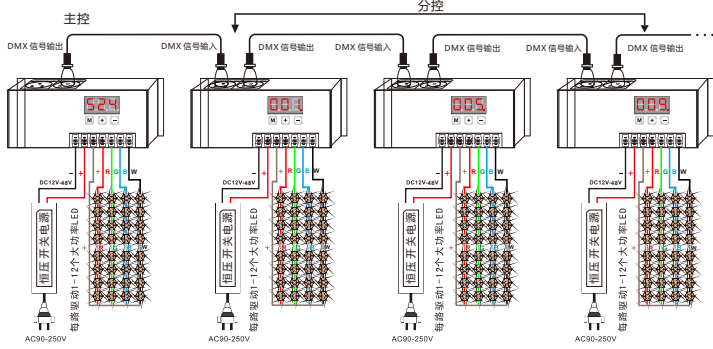 主控
分控
DMX 信号输出
DMX 信号输入
DMX 信号输出
DMX 信号输入
DMX 信号输出
DMX 信号输入
DMX 信号输出
524
001.
005.
009.
M + −
M + −
M + −
M + −
− + + R G B W
− + + R G B W
− + + R G B W
− + + R G B W
DC12V-48V
DC12V-48V
DC12V-48V
DC12V-48V
恒压开关电源
每路驱动1-12个大功率LED
恒压开关电源
每路驱动1-12个大功率LED
恒压开关电源
每路驱动1-12个大功率LED
恒压开关电源
每路驱动1-12个大功率LED
+ R G B W
+ R G B W
+ R G B W
+ R G B W
AC90-250V
AC90-250V
AC90-250V
AC90-250V